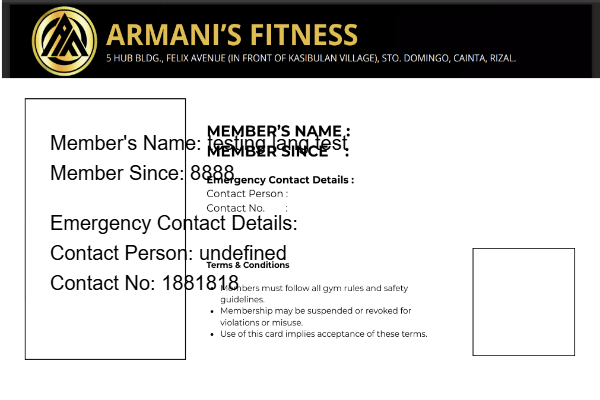 ARMANI'S FITNESS
5 HUB BLDG., FELIX AVENUE (IN FRONT OF KASIBULAN VILLAGE), STO. DOMINGO, CAINTA, RIZAL.
MEMBER'S NAME :
Member's Name: testing lang test
MEMBER SINCE :
Member Since: 8888
Emergency Contact Details :
Contact Person :
Contact No. :
Emergency Contact Details:
Contact Person: undefined
Terms & Conditions
Contact No: 1881818
• Members must follow all gym rules and safety
guidelines.
• Membership may be suspended or revoked for
violations or misuse.
• Use of this card implies acceptance of these terms.